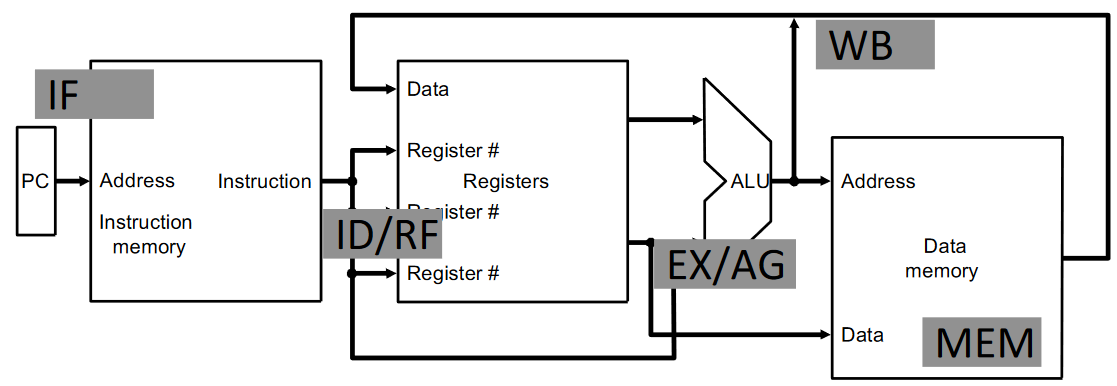 WB
IF
Data
Register #
PC
Address
Instruction
Registers
ALU
Address
Register #
Instruction
memory
ID/RF
EX/AG
Data
memory
Register #
Data
MEM